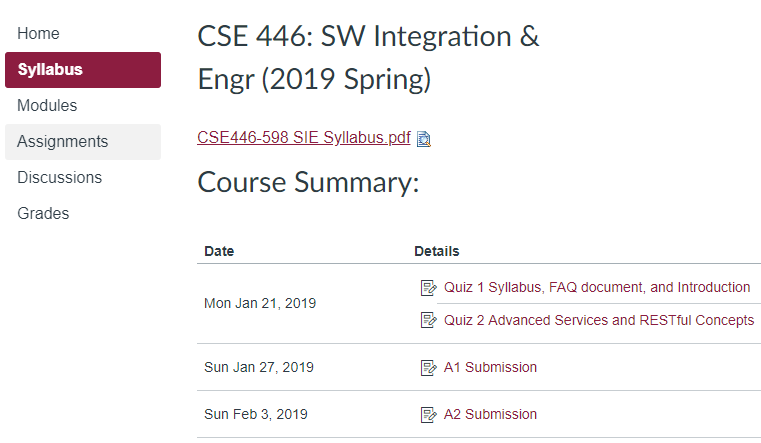 Home
Syllabus
Modules
Assignments
Discussions
Grades
CSE 446: SW Integration &
Engr (2019 Spring)
CSE446-598 SIE Syllabus.pdf
Course Summary:
Date Details
Mon Jan 21, 2019
Quiz 1 Syllabus, FAQ document, and Introduction
Quiz 2 Advanced Services and RESTful Concepts
Sun Jan 27, 2019 A1 Submission
Sun Feb 3, 2019 A2 Submission